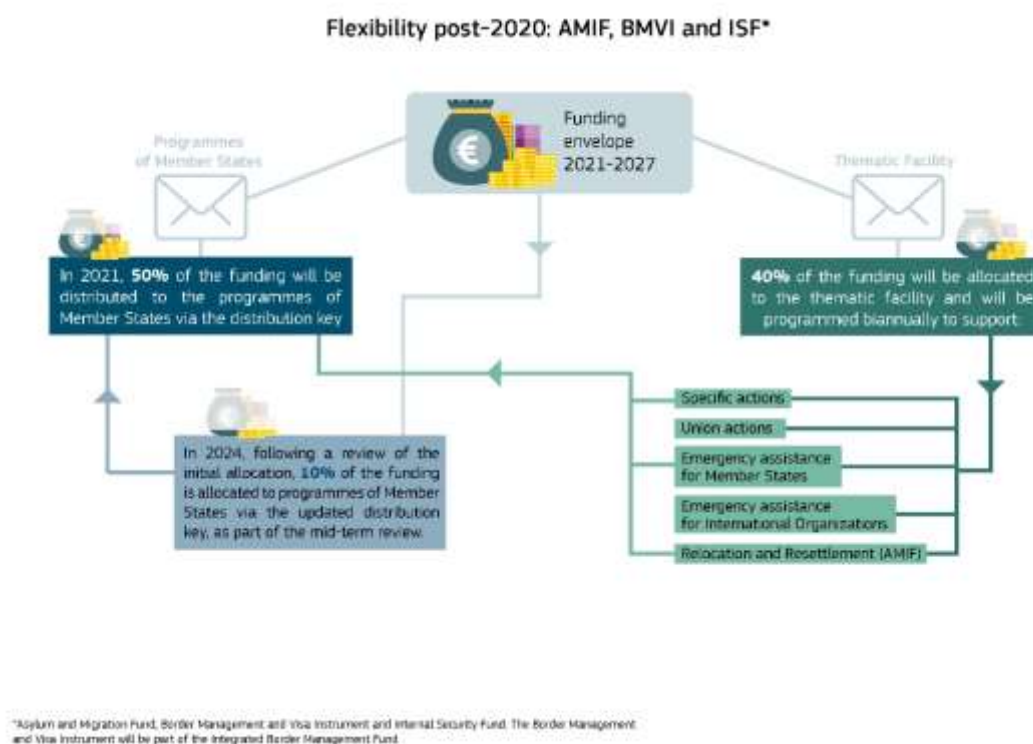 Flexibility post-2020: AMIF, BMVI and ISF*
Funding
envelope
2021-2027
Programmes
of Member States
Thematic Facility
In 2021, 50% of the funding will be
distributed to the programmes of
Member States via the distribution key
40% of the funding will be allocated
to the thematic facility and will be
programmed biannually to support:
Specific actions
Union actions
Emergency assistance
for Member States
Emergency assistance
for International Organizations
Relocation and Resettlement (AMIF)
In 2024, following a review of the
initial allocation, 10% of the funding
is allocated to programmes of Member
States via the updated distribution
key, as part of the mid-term review.
*Asylum and Migration Fund, Border Management and Visa Instrument and Internal Security Fund. The Border Management
and Visa Instrument will be part of the Integrated Border Management Fund